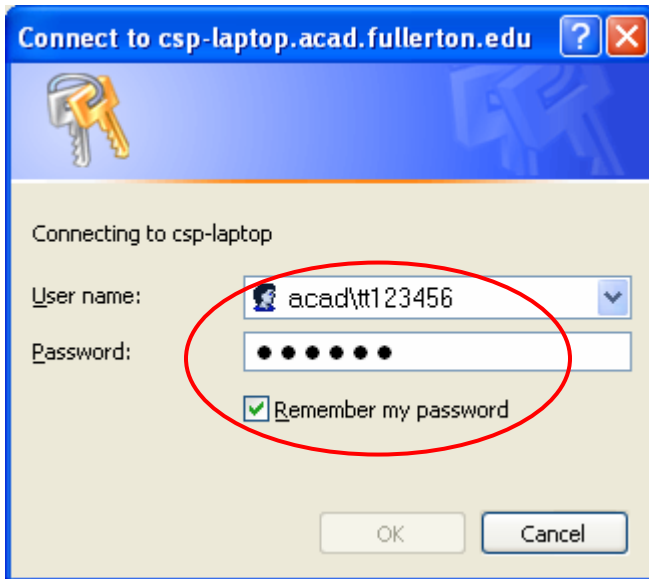 Connect to csp-laptop.acad.fullerton.edu
Connecting to csp-laptop
User name: acad\tt123456
Password: ●●●●●●
Remember my password
OK Cancel